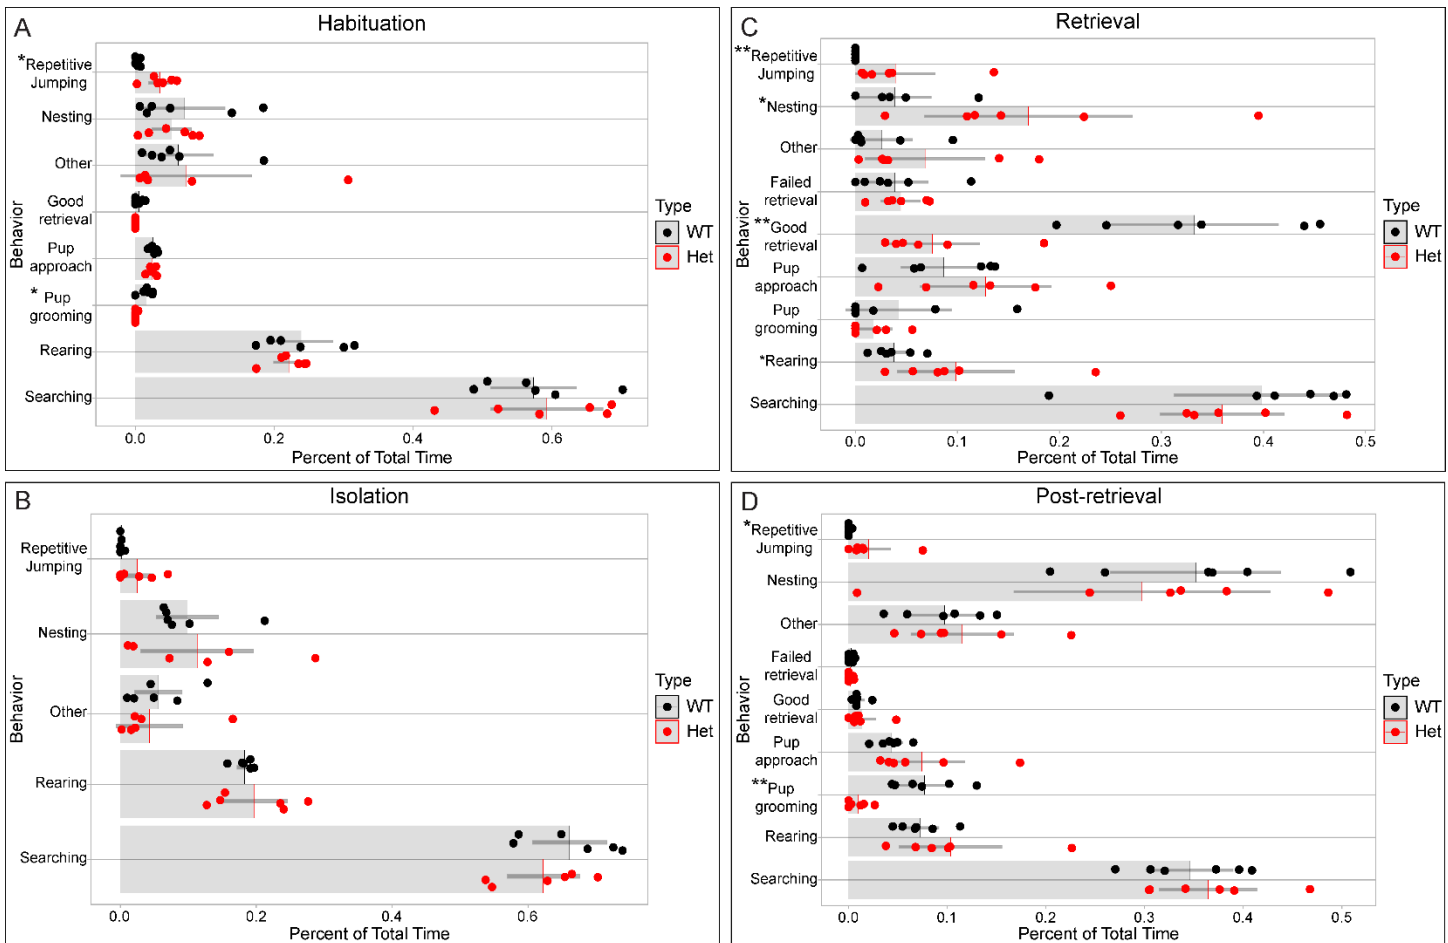 A
Habituation
Behavior
*Repetitive
Jumping
Nesting
Other
Good
retrieval
Pup
approach
* Pup
grooming
Rearing
Searching
0.0 0.2 0.4 0.6
Percent of Total Time
Type
WT
Het
C
Retrieval
Behavior
**Repetitive
Jumping
*Nesting
Other
Failed
retrieval
**Good
retrieval
Pup
approach
Pup
grooming
*Rearing
Searching
0.0 0.1 0.2 0.3 0.4 0.5
Percent of Total Time
Type
WT
Het
B
Isolation
Behavior
Repetitive
Jumping
Nesting
Other
Rearing
Searching
0.0 0.2 0.4 0.6
Percent of Total Time
Type
WT
Het
D
Post-retrieval
Behavior
*Repetitive
Jumping
Nesting
Other
Failed
retrieval
Good
retrieval
Pup
approach
**Pup
grooming
Rearing
Searching
0.0 0.1 0.2 0.3 0.4 0.5
Percent of Total Time
Type
WT
Het